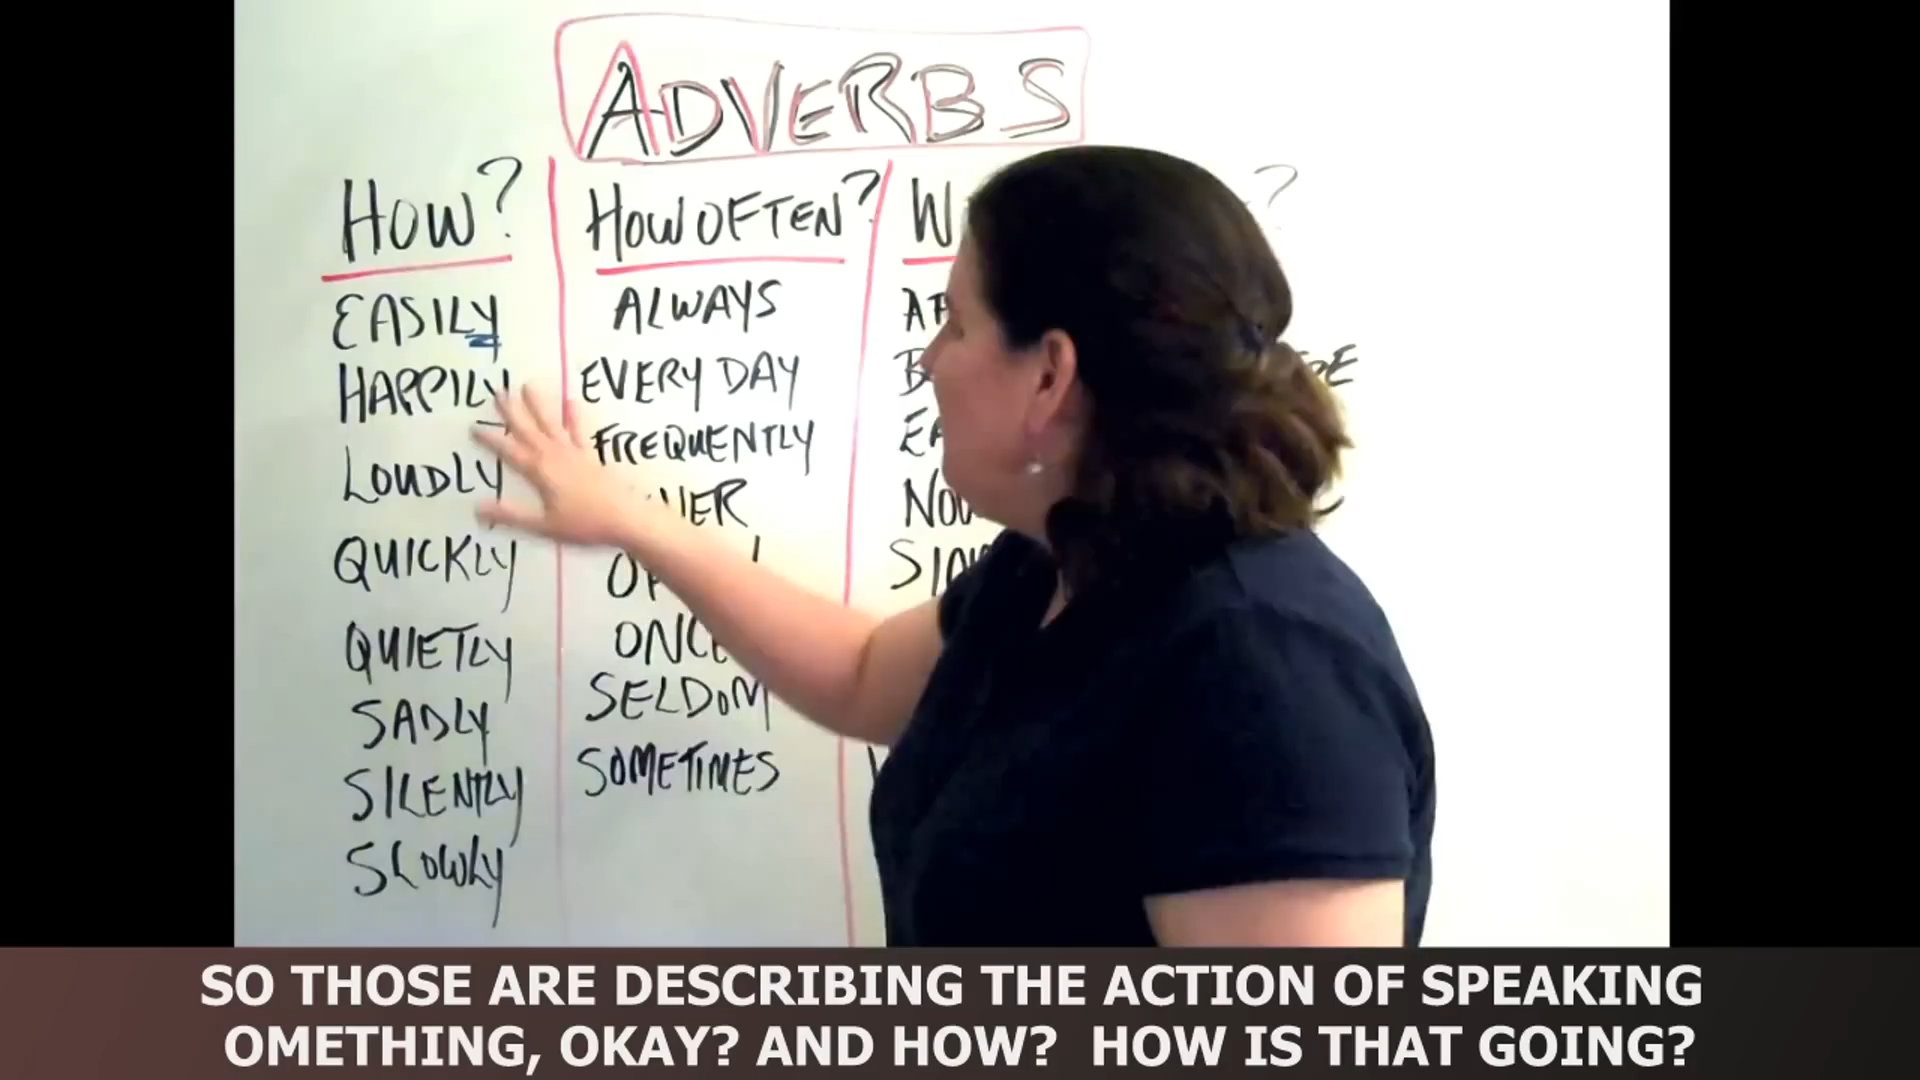 ADVERBS
HOW?
EASILY
HAPPILY
LOUDLY
QUICKLY
QUIETLY
SADLY
SILENTLY
SLOWLY
HOW OFTEN?
ALWAYS
EVERY DAY
FREQUENTLY
ONCE
SELDOM
SOMETIMES
SO THOSE ARE DESCRIBING THE ACTION OF SPEAKING
OMETHING, OKAY? AND HOW? HOW IS THAT GOING?